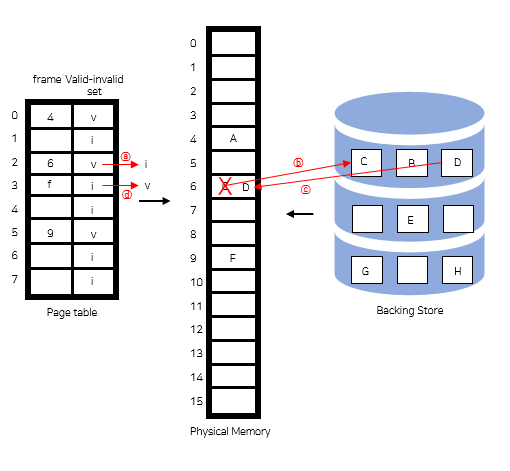 frame Valid-invalid
set
0 4 v
1 i
2 6 v ⓐ i
3 f i ⓓ v
4 i
5 9 v
6 i
7 i
Page table
0
1
2
3
4 A
5
6 D
7
8
9 F
10
11
12
13
14
15
Physical Memory
ⓑ
ⓒ
C B D
E
G H
Backing Store